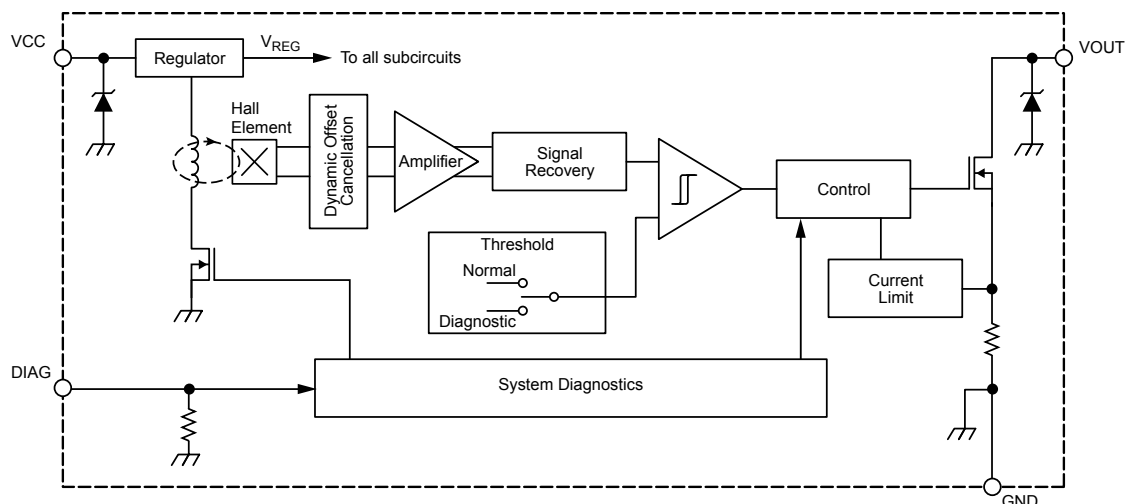 VCC
Regulator
VREG
To all subcircuits
VOUT
Hall
Element
Dynamic Offset
Cancellation
Amplifier
Signal
Recovery
Control
Threshold
Normal
Diagnostic
Current
Limit
DIAG
System Diagnostics
GND